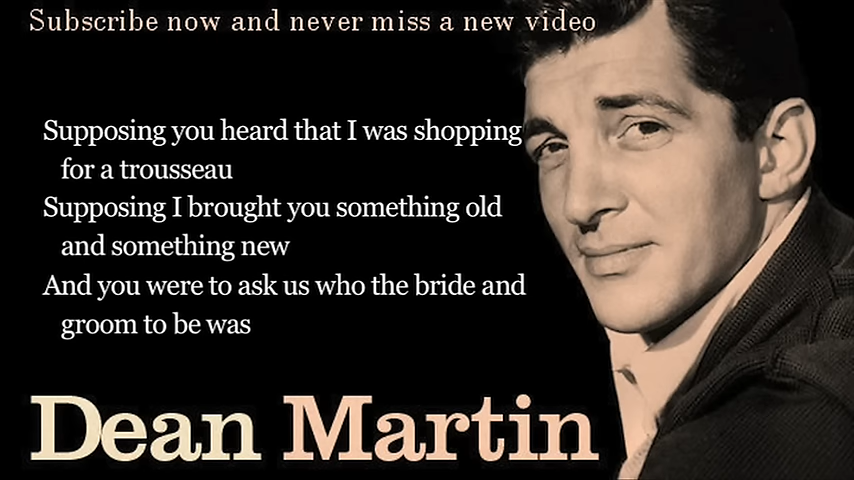 Subscribe now and never miss a new video
Supposing you heard that I was shopping
for a trousseau
Supposing I brought you something old
and something new
And you were to ask us who the bride and
groom to be was
Dean Martin